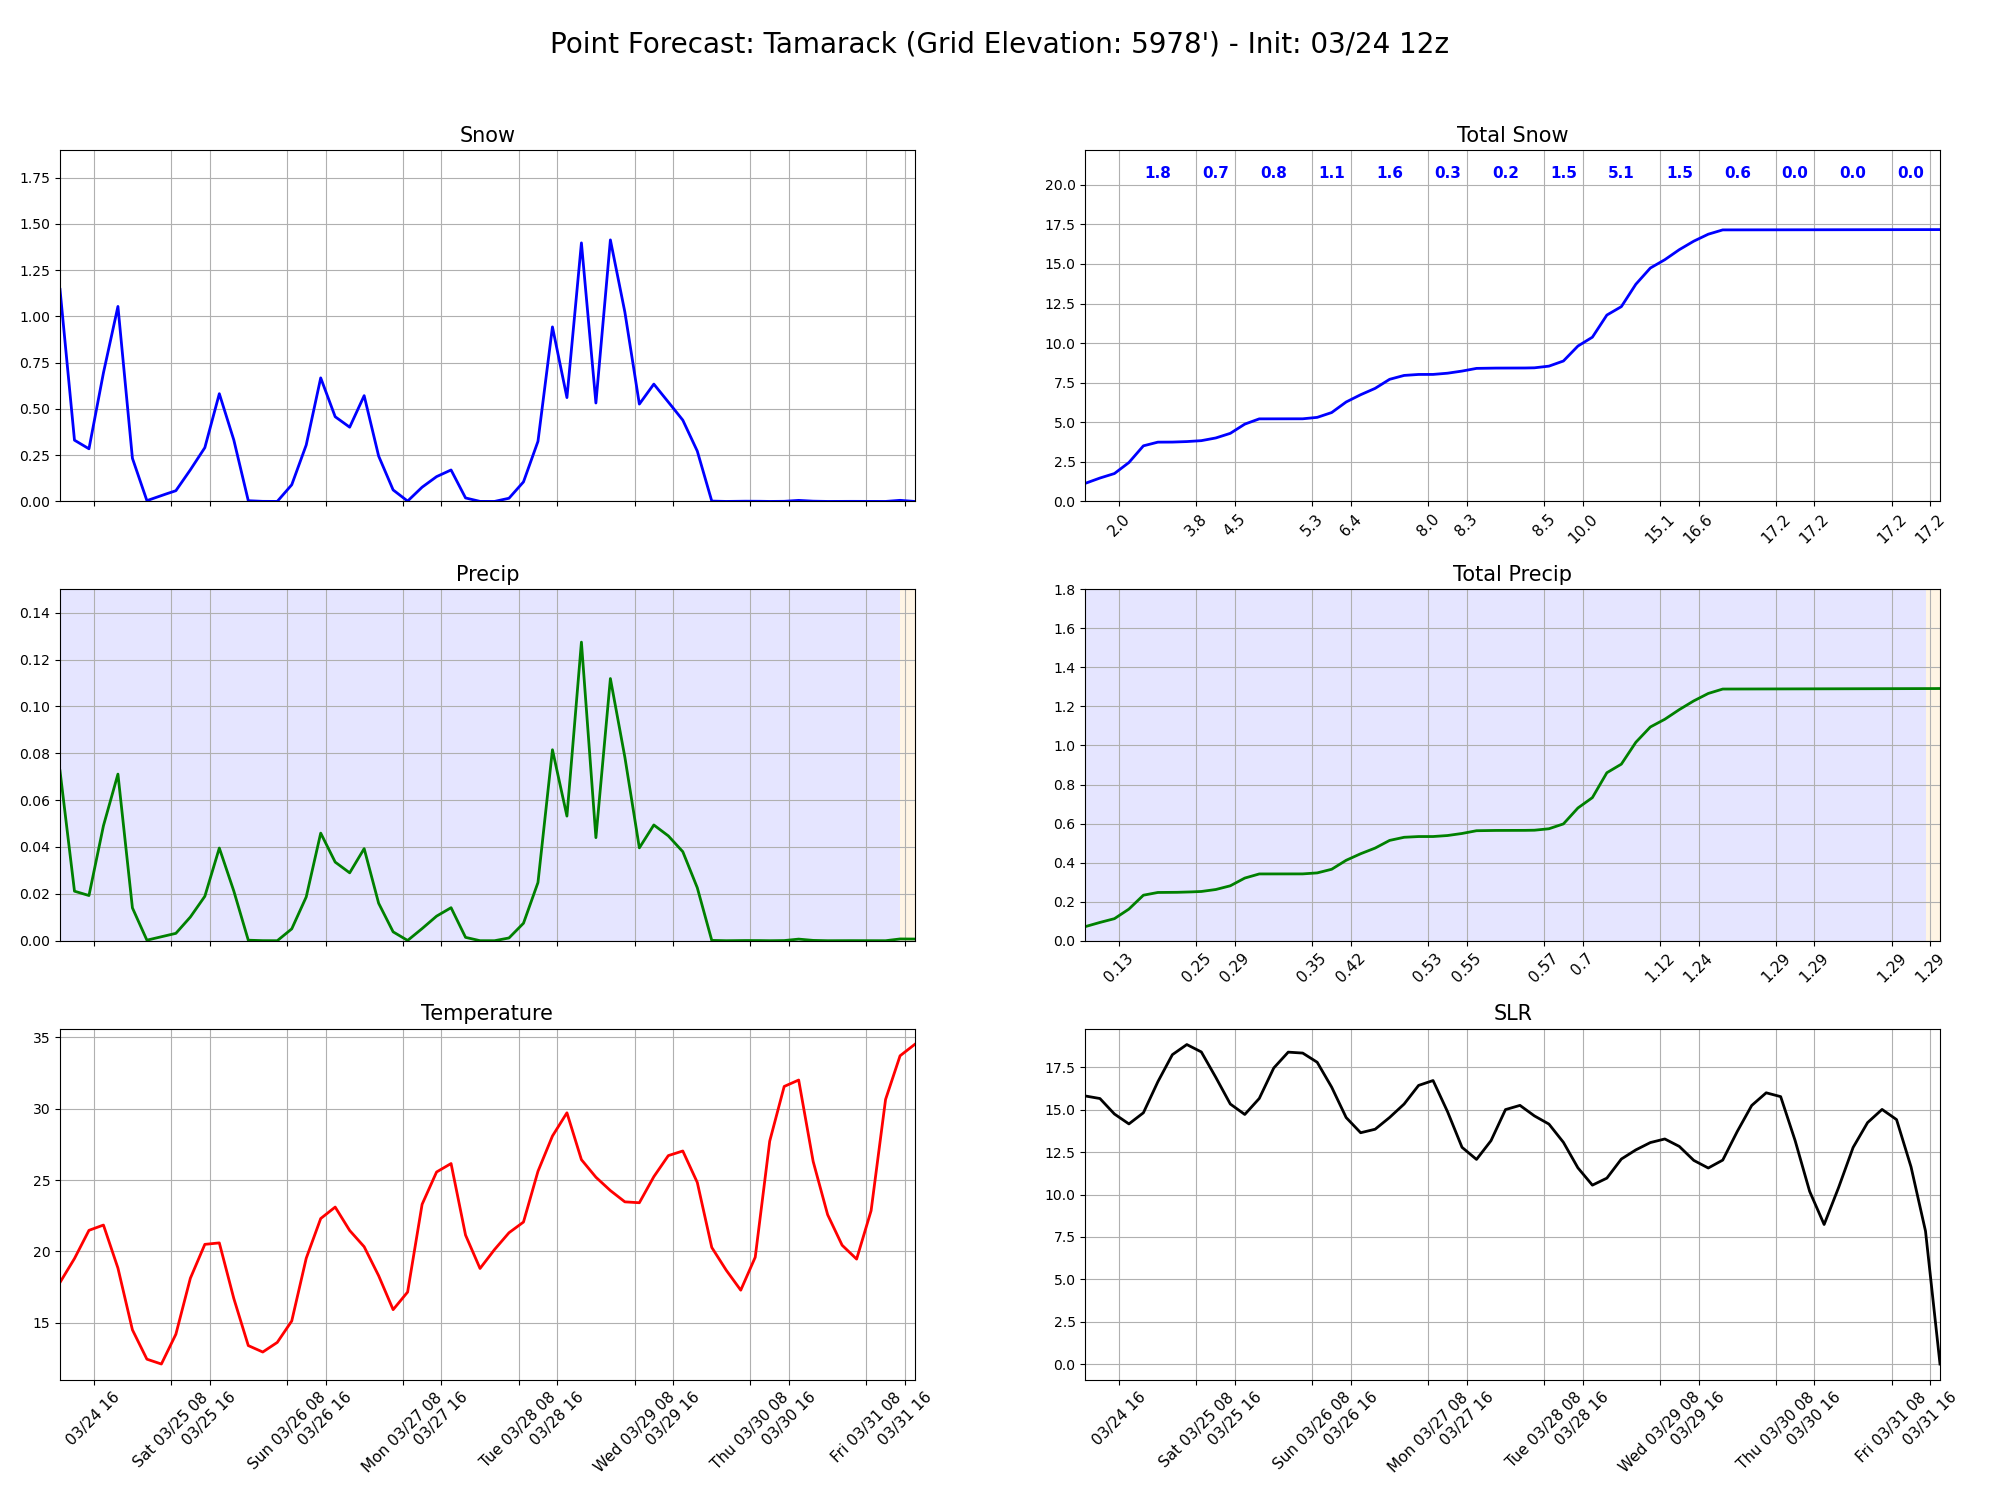 Point Forecast: Tamarack (Grid Elevation: 5978') - Init: 03/24 12z
Snow
1.75
1.50
1.25
1.00
0.75
0.50
0.25
0.00
Total Snow
1.8 0.7 0.8 1.1 1.6 0.3 0.2 1.5 5.1 1.5 0.6 0.0 0.0 0.0
20.0
17.5
15.0
12.5
10.0
7.5
5.0
2.5
0.0
2.0 3.8 4.5 5.3 6.4 8.0 8.3 8.5 10.0 15.1 16.6 17.2 17.2 17.2 17.2
Precip
0.14
0.12
0.10
0.08
0.06
0.04
0.02
0.00
Total Precip
1.8
1.6
1.4
1.2
1.0
0.8
0.6
0.4
0.2
0.0
0.13 0.25 0.29 0.35 0.42 0.53 0.55 0.57 0.7 1.12 1.24 1.29 1.29 1.29 1.29
Temperature
35
30
25
20
15
03/24 16
Sat 03/25 08
03/25 16
Sun 03/26 08
03/26 16
Mon 03/27 08
03/27 16
Tue 03/28 08
03/28 16
Wed 03/29 08
03/29 16
Thu 03/30 08
03/30 16
Fri 03/31 08
03/31 16
SLR
17.5
15.0
12.5
10.0
7.5
5.0
2.5
0.0
03/24 16
Sat 03/25 08
03/25 16
Sun 03/26 08
03/26 16
Mon 03/27 08
03/27 16
Tue 03/28 08
03/28 16
Wed 03/29 08
03/29 16
Thu 03/30 08
03/30 16
Fri 03/31 08
03/31 16